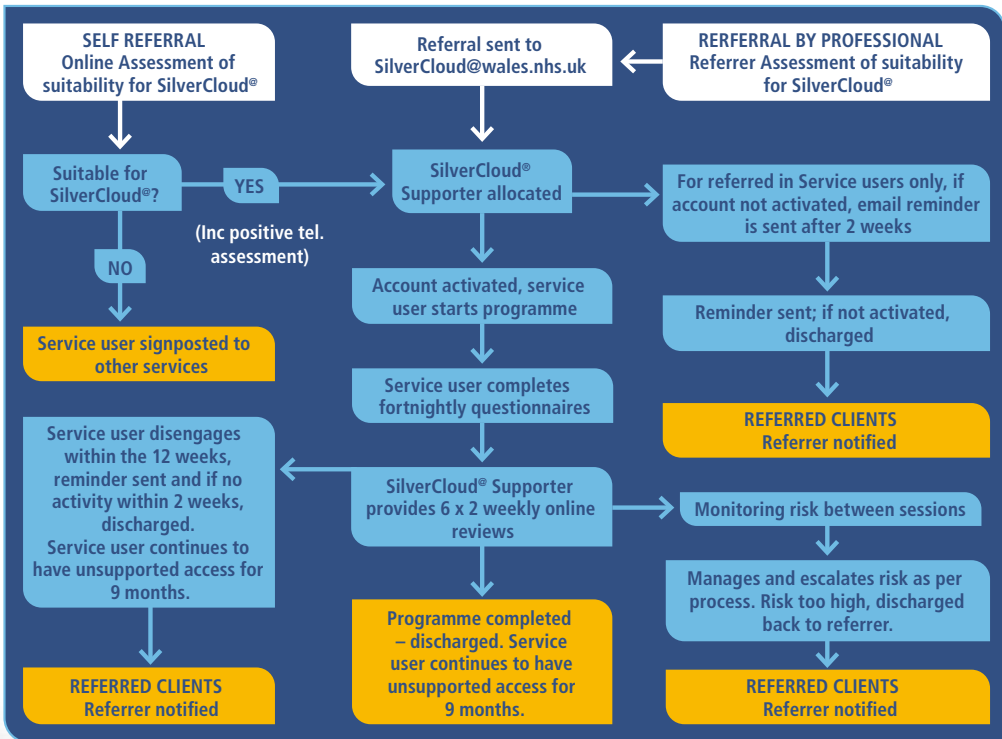 SELF REFERRAL
Online Assessment of
suitability for SilverCloud®
Referral sent to
SilverCloud@wales.nhs.uk
RERFERRAL BY PROFESSIONAL
Referrer Assessment of suitability
for SilverCloud®
Suitable for
SilverCloud®?
YES
(Inc positive tel.
assessment)
NO
Service user signposted to
other services
SilverCloud®
Supporter allocated
For referred in Service users only, if
account not activated, email reminder
is sent after 2 weeks
Account activated, service
user starts programme
Reminder sent; if not activated,
discharged
Service user completes
fortnightly questionnaires
REFERRED CLIENTS
Referrer notified
Service user disengages
within the 12 weeks,
reminder sent and if no
activity within 2 weeks,
discharged.
Service user continues to
have unsupported access for
9 months.
SilverCloud® Supporter
provides 6 x 2 weekly online
reviews
Monitoring risk between sessions
Manages and escalates risk as per
process. Risk too high, discharged
back to referrer.
Programme completed
– discharged. Service
user continues to have
unsupported access for
9 months.
REFERRED CLIENTS
Referrer notified
REFERRED CLIENTS
Referrer notified